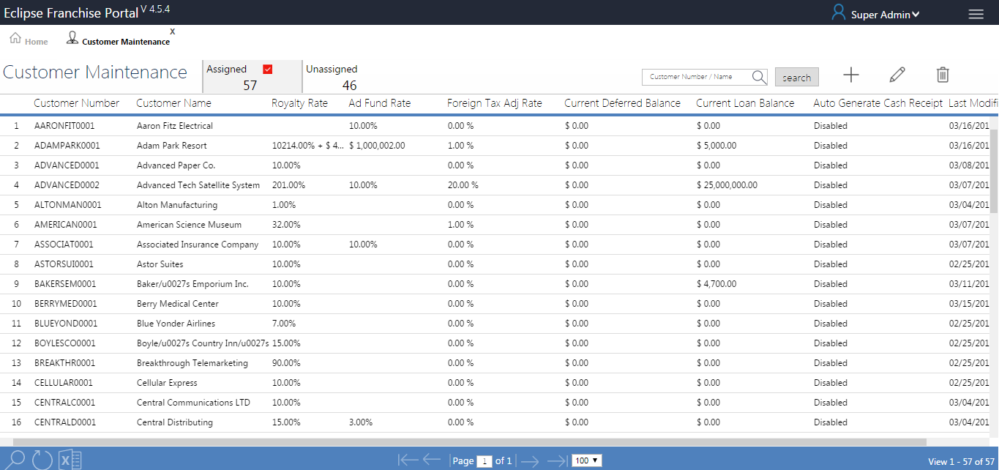 Eclipse Franchise Portal V 4.5.4 Super Admin
Home Customer Maintenance X
Customer Maintenance Assigned 57 Unassigned 46 Customer Number / Name search
Customer Number Customer Name Royalty Rate Ad Fund Rate Foreign Tax Adj Rate Current Deferred Balance Current Loan Balance Auto Generate Cash Receipt Last Modifi
1 AARONFIT0001 Aaron Fitz Electrical 10.00% 0.00 % $ 0.00 $ 0.00 Disabled 03/16/201
2 ADAMPARK0001 Adam Park Resort 10214.00% + $ 4... $ 1,000,002.00 1.00 % $ 0.00 $ 5,000.00 Disabled 03/16/201
3 ADVANCED0001 Advanced Paper Co. 10.00% 0.00 % $ 0.00 $ 0.00 Disabled 03/08/201
4 ADVANCED0002 Advanced Tech Satellite System 201.00% 10.00% 20.00 % $ 0.00 $ 25,000,000.00 Disabled 03/07/201
5 ALTONMAN0001 Alton Manufacturing 1.00% 0.00 % $ 0.00 $ 0.00 Disabled 03/04/201
6 AMERICAN0001 American Science Museum 32.00% 1.00 % $ 0.00 $ 0.00 Disabled 03/07/201
7 ASSOCIAT0001 Associated Insurance Company 10.00% 10.00% 0.00 % $ 0.00 $ 0.00 Disabled 03/07/201
8 ASTORSUI0001 Astor Suites 10.00% 0.00 % $ 0.00 $ 0.00 Disabled 02/25/201
9 BAKERSEM0001 Baker/u0027s Emporium Inc. 10.00% 0.00 % $ 0.00 $ 4,700.00 Disabled 03/11/201
10 BERRYMED0001 Berry Medical Center 10.00% 0.00 % $ 0.00 $ 0.00 Disabled 03/15/201
11 BLUEYOND0001 Blue Yonder Airlines 7.00% 0.00 % $ 0.00 $ 0.00 Disabled 02/25/201
12 BOYLESCO0001 Boyle/u0027s Country Inn/u0027s 15.00% 0.00 % $ 0.00 $ 0.00 Disabled 02/25/201
13 BREAKTHR0001 Breakthrough Telemarketing 90.00% 0.00 % $ 0.00 $ 0.00 Disabled 02/25/201
14 CELLULAR0001 Cellular Express 10.00% 0.00 % $ 0.00 $ 0.00 Disabled 02/25/201
15 CENTRALC0001 Central Communications LTD 10.00% 0.00 % $ 0.00 $ 0.00 Disabled 03/04/201
16 CENTRALD0001 Central Distributing 15.00% 3.00% 0.00 % $ 0.00 $ 0.00 Disabled 03/04/201
X Page 1 of 1 100 View 1 - 57 of 57